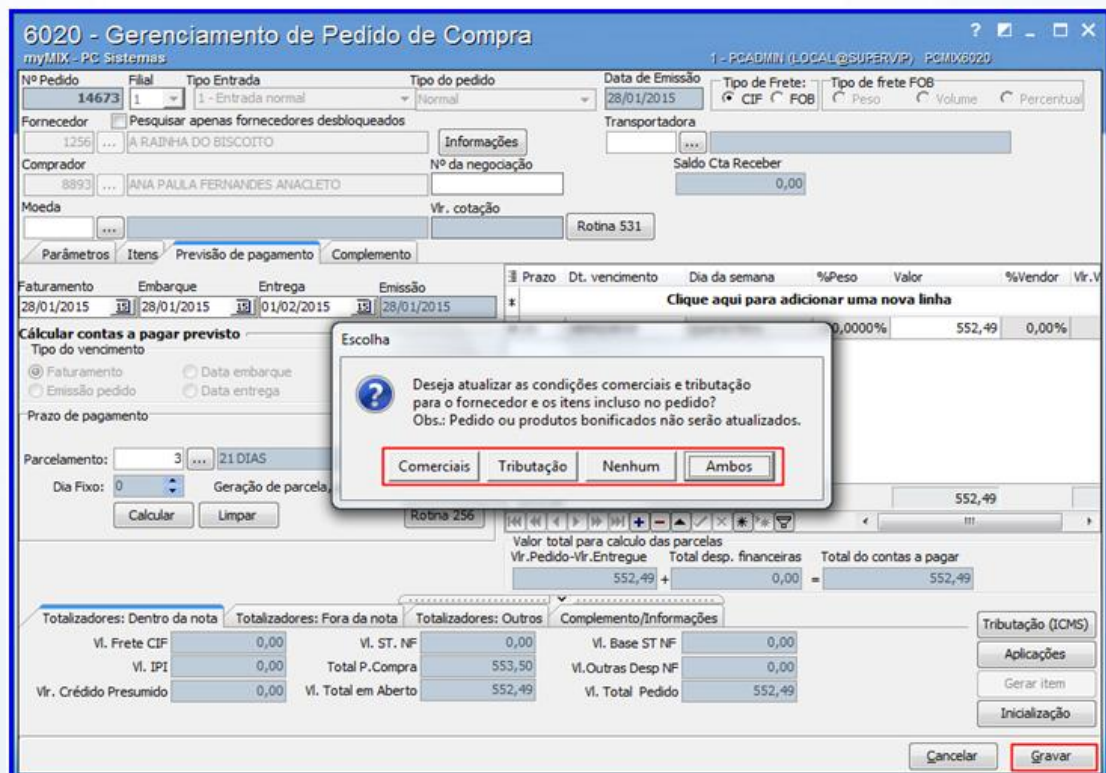 6020 - Gerenciamento de Pedido de Compra
myMIX - PC Sistemas 1 - PCADMIN (LOCAL@SUPERVIP) PCMIX6020
Nº Pedido Filial Tipo Entrada Tipo do pedido Data de Emissão Tipo de Frete: Tipo de frete FOB
14673 1 1 - Entrada normal Normal 28/01/2015 CIF FOB Peso Volume Percentual
Fornecedor Pesquisar apenas fornecedores desbloqueados Transportadora
1256 ... A RAINHA DO BISCOITO Informações ...
Comprador Nº da negociação Saldo Cta Receber
8893 ... ANA PAULA FERNANDES ANACLETO 0,00
Moeda Vlr. cotação
... Rotina 531
Parâmetros Itens Previsão de pagamento Complemento
Faturamento Embarque Entrega Emissão
28/01/2015 15 28/01/2015 15 01/02/2015 15 28/01/2015
Prazo Dt. vencimento Dia da semana %Peso Valor %Vendor Vlr.V
Clique aqui para adicionar uma nova linha
0,0000% 552,49 0,00%
Cálcular contas a pagar previsto
Tipo do vencimento
Faturamento Data embarque
Emissão pedido Data entrega
Prazo de pagamento
Parcelamento: 3 ... 21 DIAS
Dia Fixo: 0 Geração de parcela,
Calcular Limpar Rotina 256
Escolha
Deseja atualizar as condições comerciais e tributação
para o fornecedor e os itens incluso no pedido?
Obs.: Pedido ou produtos bonificados não serão atualizados.
Comerciais Tributação Nenhum Ambos
552,49
Valor total para calculo das parcelas
Vlr.Pedido-Vlr.Entregue Total desp. financeiras Total do contas a pagar
552,49 + 0,00 = 552,49
Totalizadores: Dentro da nota Totalizadores: Fora da nota Totalizadores: Outros Complemento/Informações
Vl. Frete CIF 0,00 Vl. ST. NF 0,00 Vl. Base ST NF 0,00
Vl. IPI 0,00 Total P.Compra 553,50 Vl.Outras Desp NF 0,00
Vlr. Crédido Presumido 0,00 Vl. Total em Aberto 552,49 Vl. Total Pedido 552,49
Tributação (ICMS)
Aplicações
Gerar item
Inicialização
Cancelar Gravar